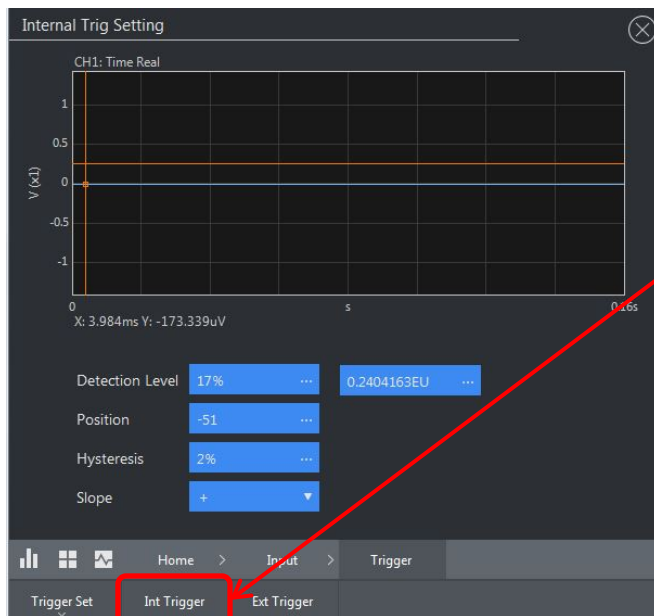 Internal Trig Setting
CH1: Time Real
1
0.5
0
-0.5
-1
V (x1)
0 s 0.16s
X: 3.984ms Y: -173.339uV
Detection Level 17% ... 0.2404163EU ...
Position -51 ...
Hysteresis 2% ...
Slope +
Home > Input > Trigger
Trigger Set Int Trigger Ext Trigger